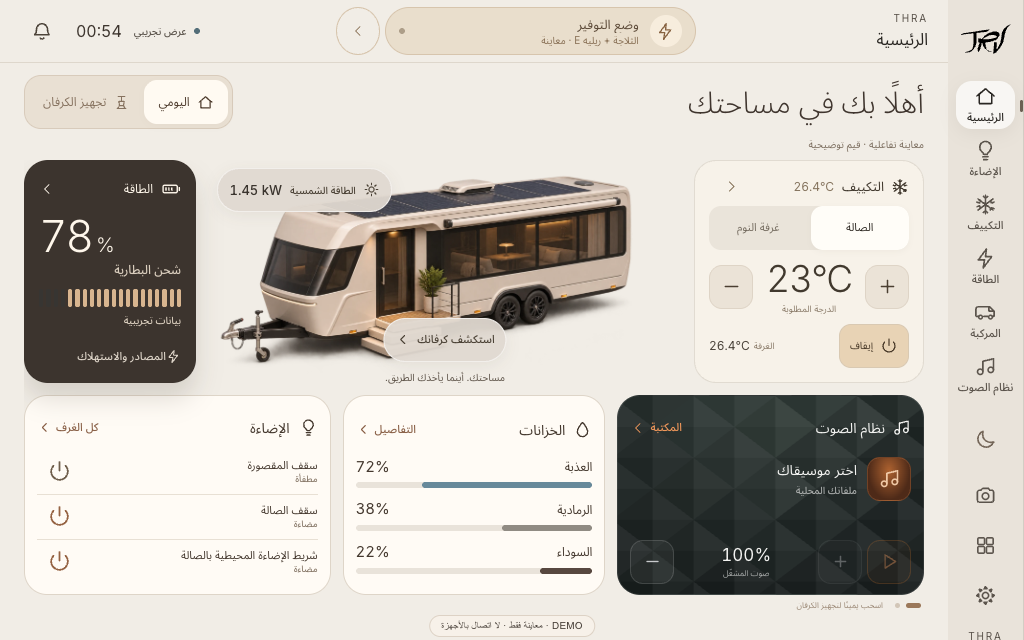 TRV
THRA
الرئيسية
وضع التوفير
الثلاجة + ريليه E · معاينة
عرض تجريبي
00:54
الرئيسية
الإضاءة
التكييف
الطاقة
المركبة
نظام الصوت
THRA
أهلًا بك في مساحتك
معاينة تفاعلية · قيم توضيحية
اليومي
تجهيز الكرفان
التكييف
26.4°C
الصالة
غرفة النوم
+
23°C
−
الدرجة المطلوبة
إيقاف
الغرفة 26.4°C
الطاقة الشمسية 1.45 kW
استكشف كرفانك
مساحتك. أينما يأخذك الطريق.
الطاقة
78%
شحن البطارية
بيانات تجريبية
المصادر والاستهلاك
نظام الصوت
المكتبة
اختر موسيقاك
ملفاتك المحلية
+
100%
−
صوت المشغّل
الخزانات
التفاصيل
العذبة
72%
الرمادية
38%
السوداء
22%
الإضاءة
كل الغرف
سقف المقصورة
مطفأة
سقف الصالة
مضاءة
شريط الإضاءة المحيطية بالصالة
مضاءة
اسحب يمينًا لتجهيز الكرفان
DEMO · معاينة فقط · لا اتصال بالأجهزة